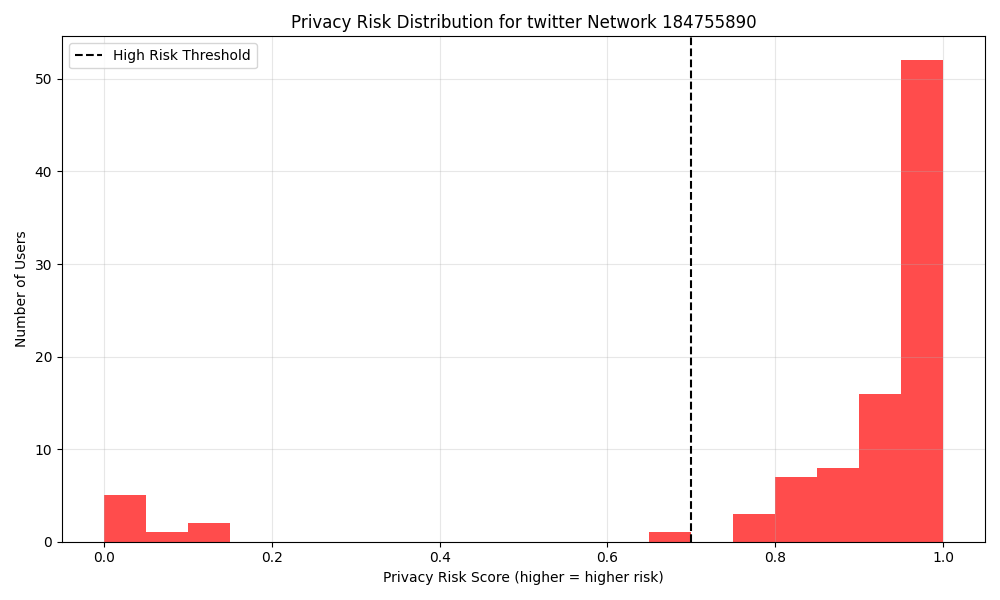 Privacy Risk Distribution for twitter Network 184755890
High Risk Threshold
Number of Users
50
40
30
20
10
0
0.0 0.2 0.4 0.6 0.8 1.0
Privacy Risk Score (higher = higher risk)